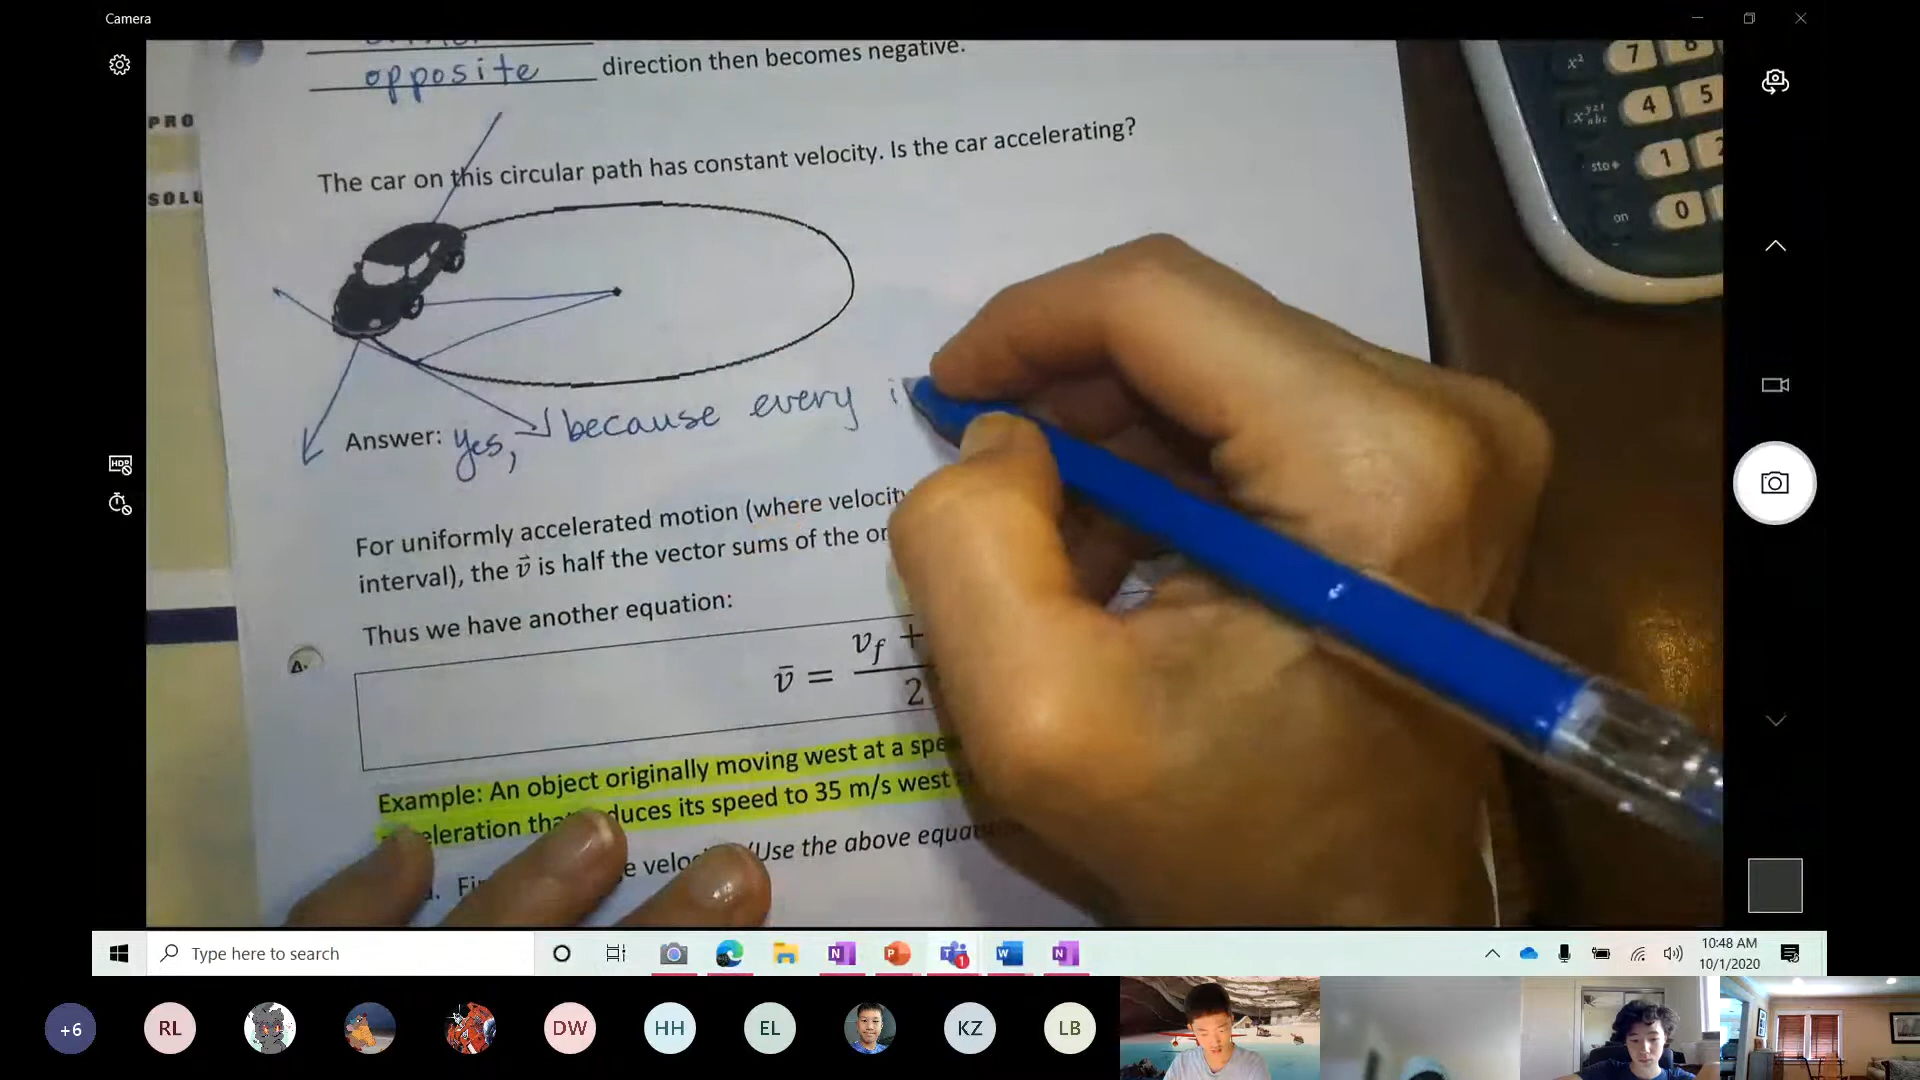 Camera
opposite direction then becomes negative.
PRO
The car on this circular path has constant velocity. Is the car accelerating?
SOLU
Answer: yes, because every i
For uniformly accelerated motion (where velocity
interval), the v⃗ is half the vector sums of the or
Thus we have another equation:
A.
v̄ = v_f + / 2
Example: An object originally moving west at a spe
duces its speed to 35 m/s west
(Use the above equa
x²
7
8
4
5
sto→
1
2
on
0
HDR
Type here to search
10:48 AM
10/1/2020
+6
RL
DW
HH
EL
KZ
LB